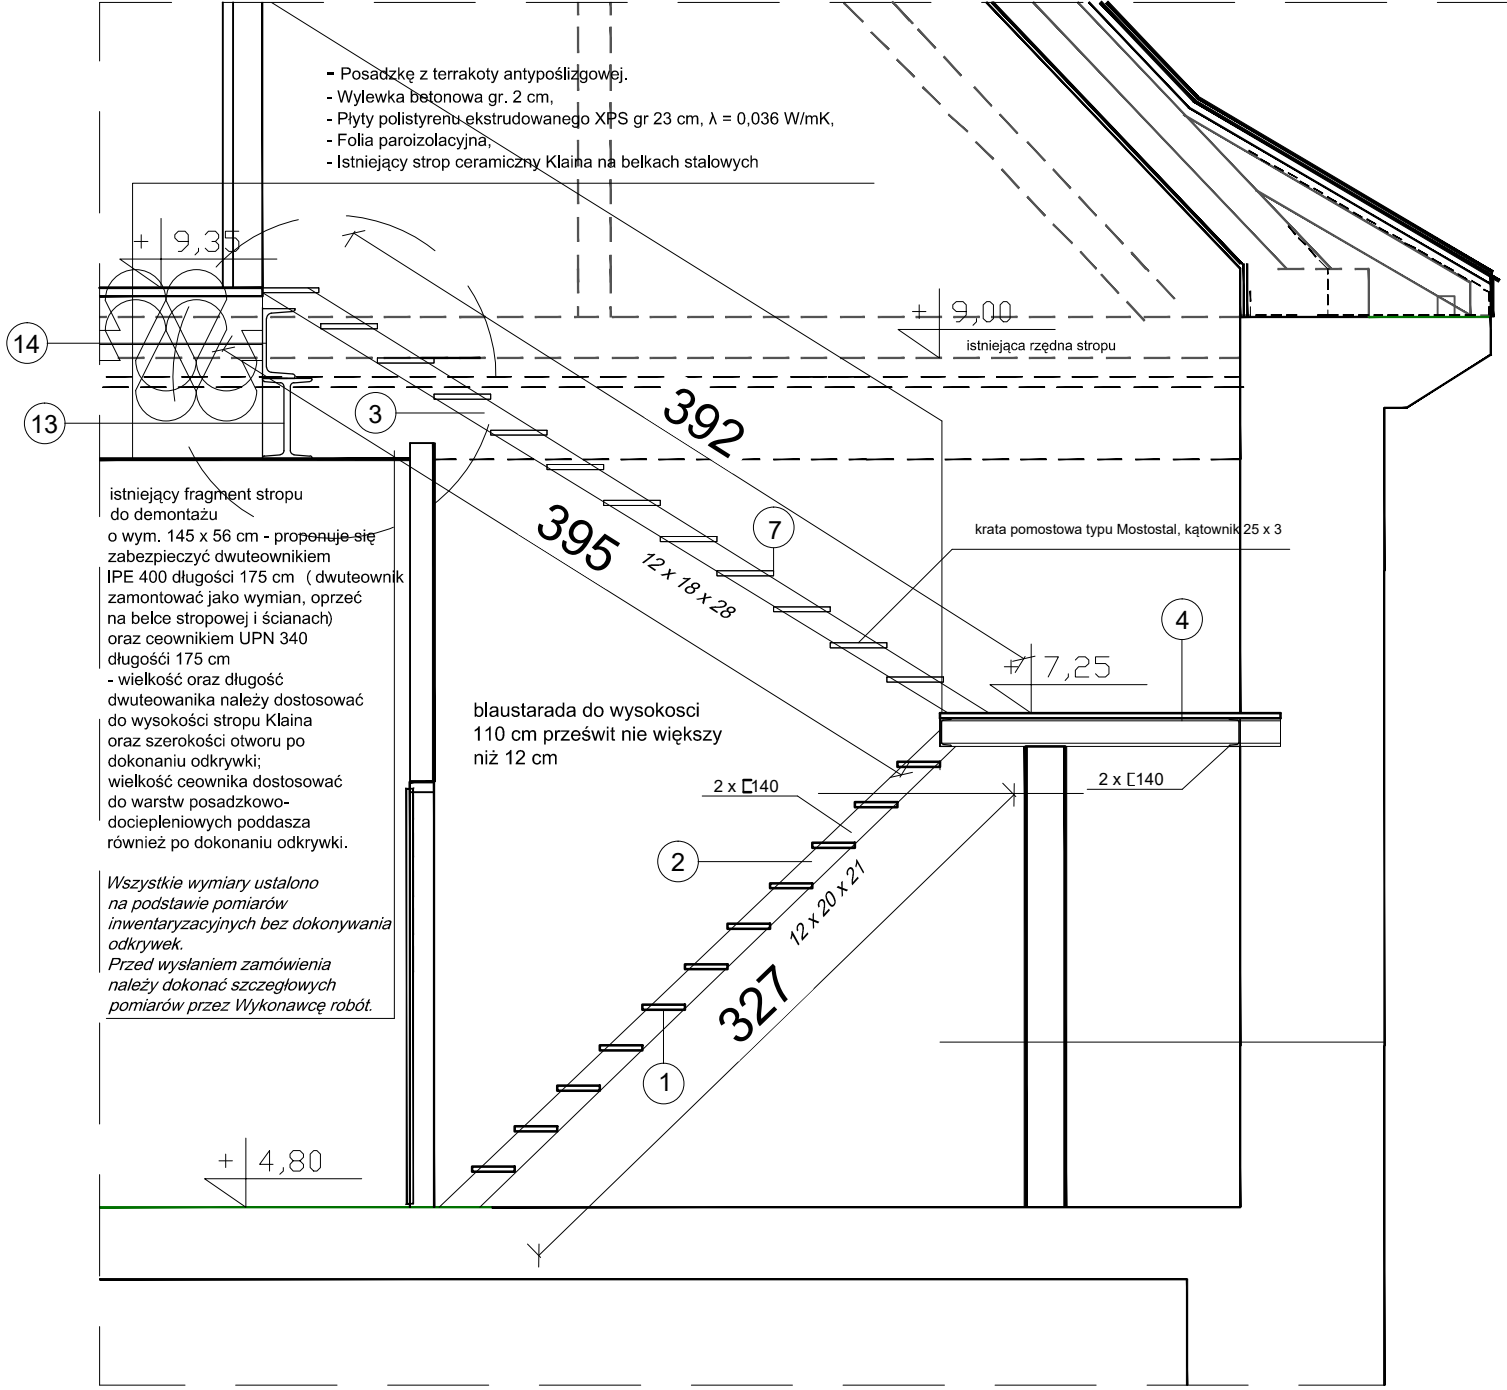 - Posadzkę z terrakoty antypoślizgowej.
- Wylewka betonowa gr. 2 cm,
- Płyty polistyrenu ekstrudowanego XPS gr 23 cm, λ = 0,036 W/mK,
- Folia paroizolacyjna,
- Istniejący strop ceramiczny Klaina na belkach stalowych
+ 9,35
+ 9,00
istniejąca rzędna stropu
14
13
3
392
395
12 x 18 x 28
7
krata pomostowa typu Mostostal, kątownik 25 x 3
4
+ 7,25
istniejący fragment stropu
do demontażu
o wym. 145 x 56 cm - proponuje się
zabezpieczyć dwuteownikiem
IPE 400 długości 175 cm ( dwuteownik
zamontować jako wymian, oprzeć
na belce stropowej i ścianach)
oraz ceownikiem UPN 340
długośći 175 cm
- wielkość oraz długość
dwuteowanika należy dostosować
do wysokości stropu Klaina
oraz szerokości otworu po
dokonaniu odkrywki;
wielkość ceownika dostosować
do warstw posadzkowo-
dociepleniowych poddasza
również po dokonaniu odkrywki.
Wszystkie wymiary ustalono
na podstawie pomiarów
inwentaryzacyjnych bez dokonywania
odkrywek.
Przed wysłaniem zamówienia
należy dokonać szczegłowych
pomiarów przez Wykonawcę robót.
blaustarada do wysokosci
110 cm prześwit nie większy
niż 12 cm
2 x [140
2 x [140
2
12 x 20 x 21
327
1
+ 4,80